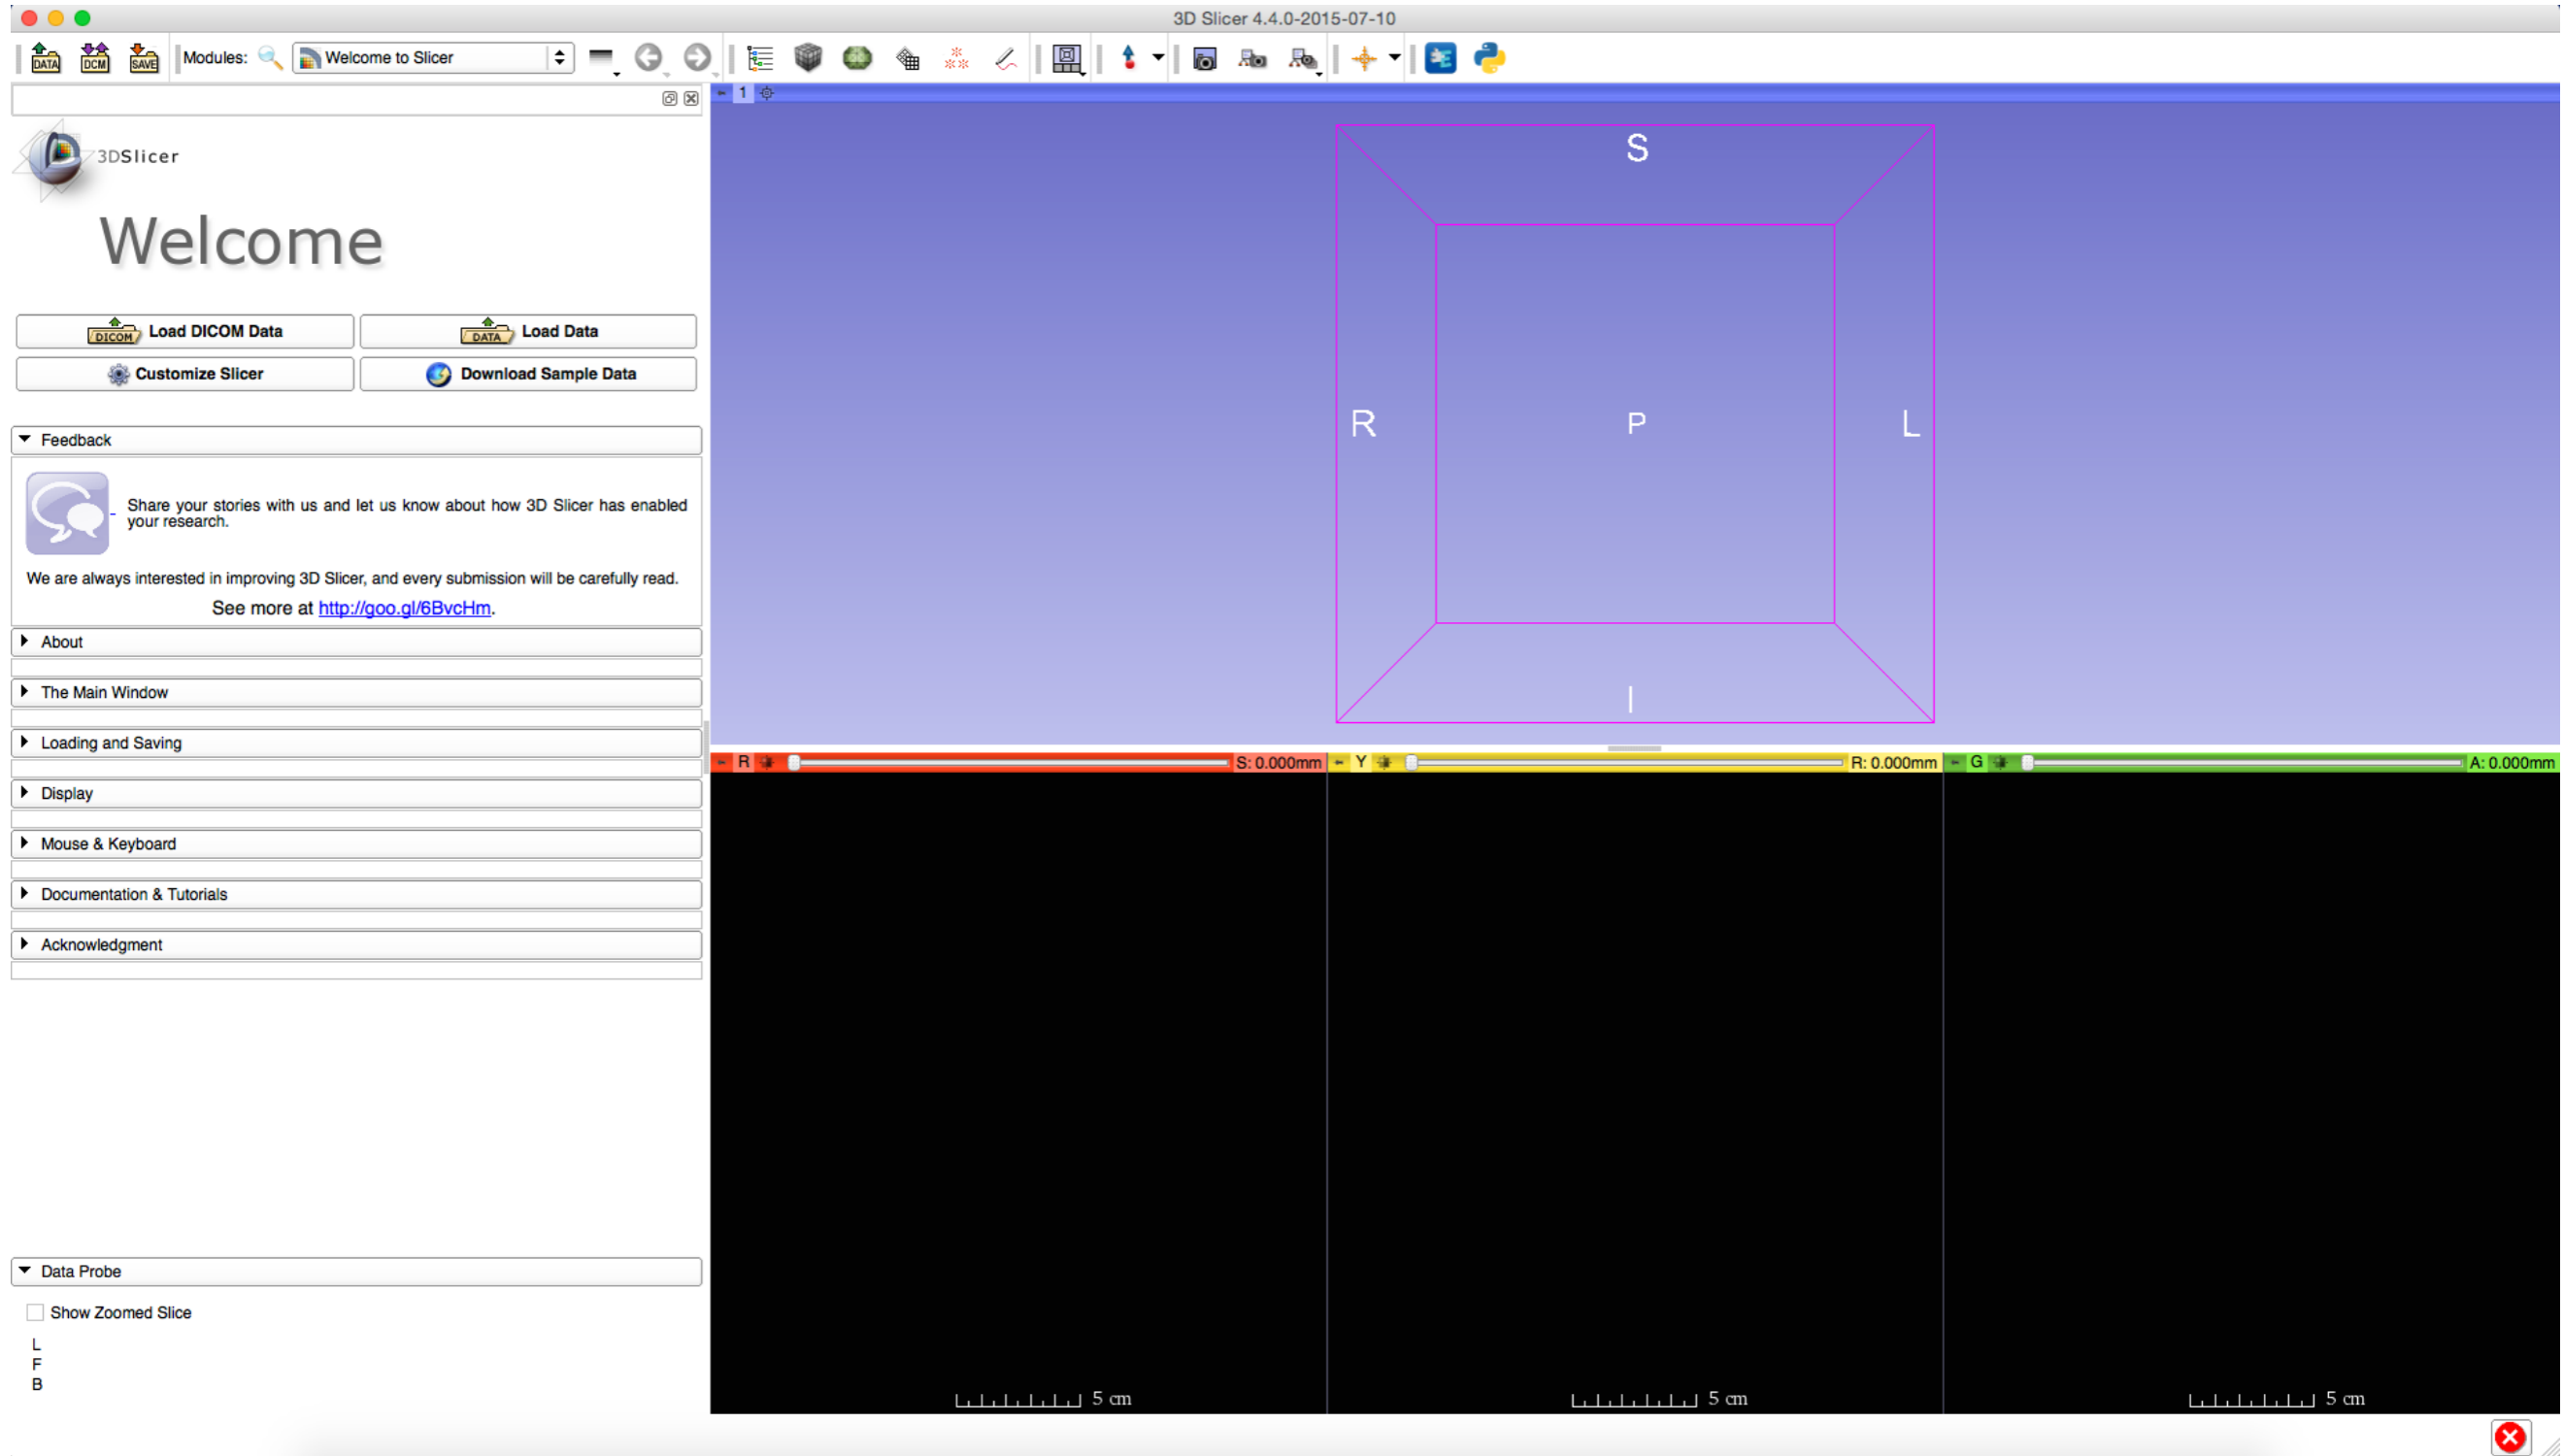 3D Slicer 4.4.0-2015-07-10
DATA DCM SAVE Modules: Welcome to Slicer
1
3DSlicer
Welcome
DICOM Load DICOM Data
DATA Load Data
Customize Slicer
Download Sample Data
Feedback
Share your stories with us and let us know about how 3D Slicer has enabled
your research.
We are always interested in improving 3D Slicer, and every submission will be carefully read.
See more at http://goo.gl/6BvcHm.
About
The Main Window
Loading and Saving
Display
Mouse & Keyboard
Documentation & Tutorials
Acknowledgment
Data Probe
Show Zoomed Slice
L
F
B
S
R P L
I
R S: 0.000mm
Y R: 0.000mm
G A: 0.000mm
5 cm
5 cm
5 cm